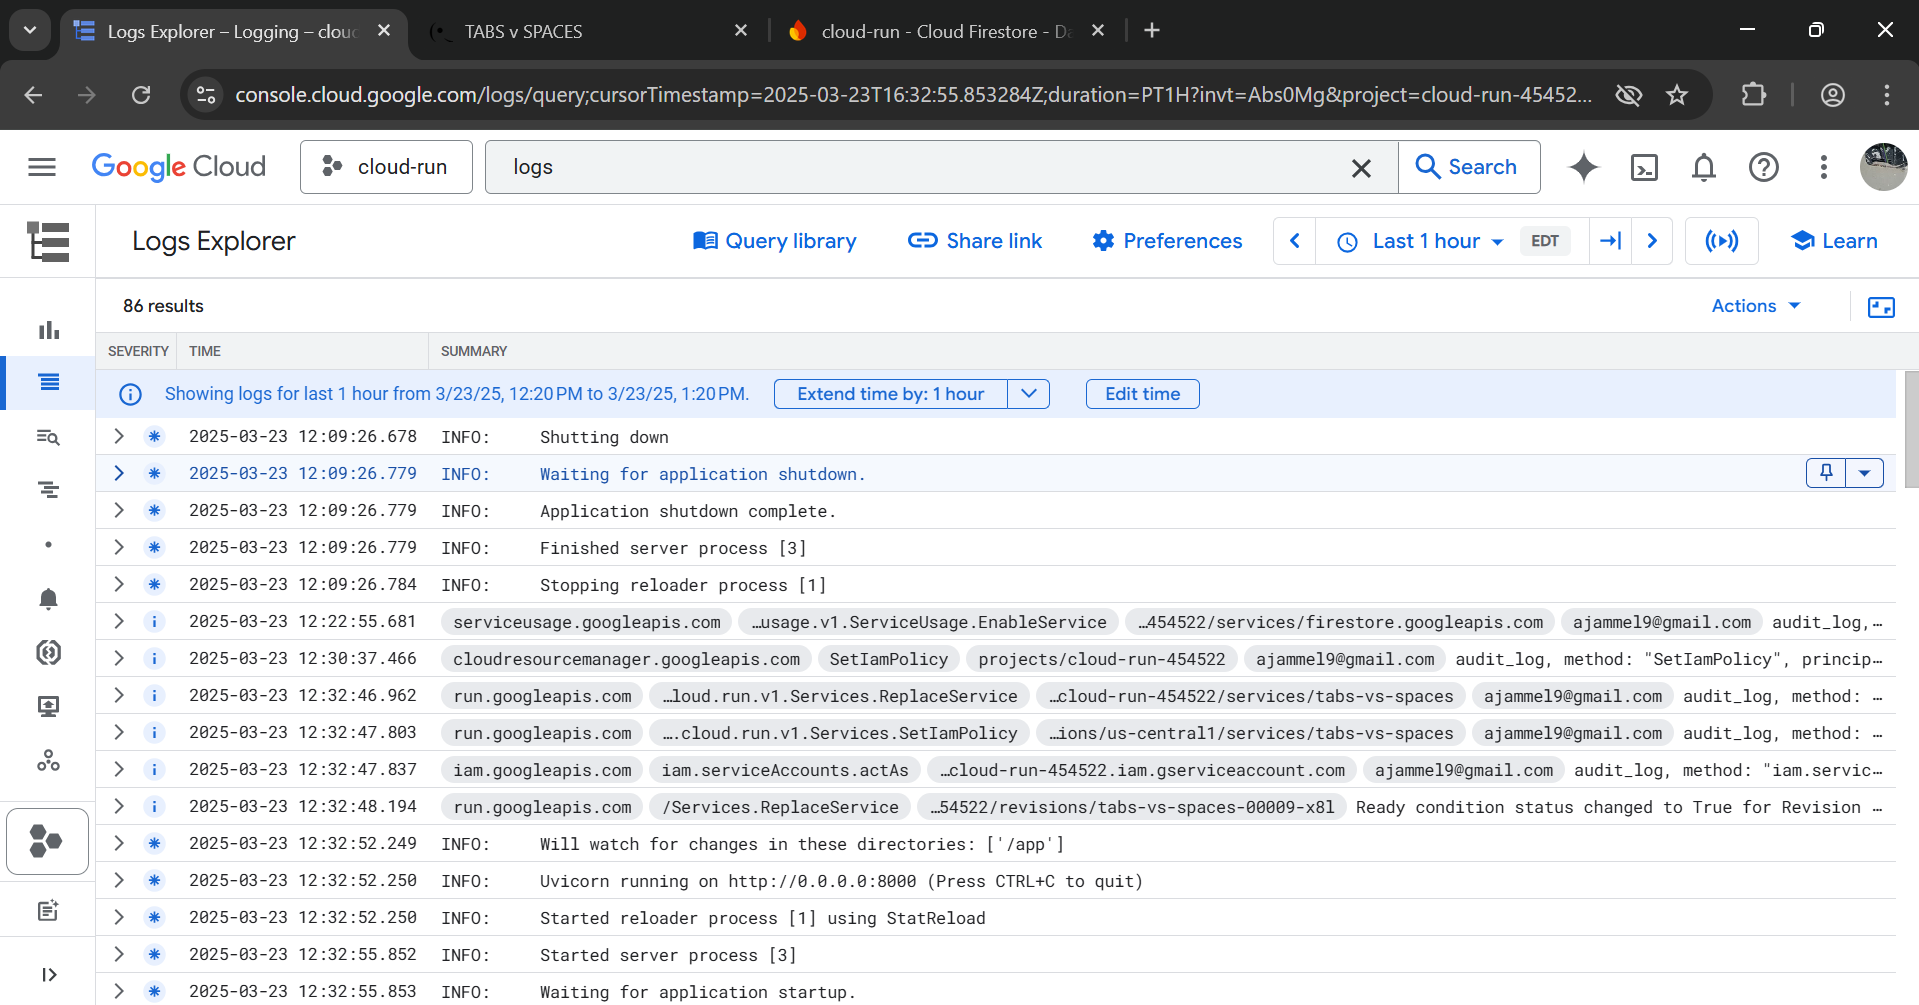 Logs Explorer – Logging – cloud
TABS v SPACES
cloud-run - Cloud Firestore - Da
console.cloud.google.com/logs/query;cursorTimestamp=2025-03-23T16:32:55.853284Z;duration=PT1H?invt=Abs0Mg&project=cloud-run-45452...
Google Cloud
cloud-run
logs
Search
Logs Explorer
Query library
Share link
Preferences
Last 1 hour
EDT
Learn
86 results
Actions
SEVERITY TIME SUMMARY
Showing logs for last 1 hour from 3/23/25, 12:20 PM to 3/23/25, 1:20 PM. Extend time by: 1 hour Edit time
2025-03-23 12:09:26.678 INFO: Shutting down
2025-03-23 12:09:26.779 INFO: Waiting for application shutdown.
2025-03-23 12:09:26.779 INFO: Application shutdown complete.
2025-03-23 12:09:26.779 INFO: Finished server process [3]
2025-03-23 12:09:26.784 INFO: Stopping reloader process [1]
2025-03-23 12:22:55.681 serviceusage.googleapis.com …usage.v1.ServiceUsage.EnableService …454522/services/firestore.googleapis.com ajammel9@gmail.com audit_log,…
2025-03-23 12:30:37.466 cloudresourcemanager.googleapis.com SetIamPolicy projects/cloud-run-454522 ajammel9@gmail.com audit_log, method: "SetIamPolicy", princip…
2025-03-23 12:32:46.962 run.googleapis.com …loud.run.v1.Services.ReplaceService …cloud-run-454522/services/tabs-vs-spaces ajammel9@gmail.com audit_log, method: …
2025-03-23 12:32:47.803 run.googleapis.com ….cloud.run.v1.Services.SetIamPolicy …ions/us-central1/services/tabs-vs-spaces ajammel9@gmail.com audit_log, method: …
2025-03-23 12:32:47.837 iam.googleapis.com iam.serviceAccounts.actAs …cloud-run-454522.iam.gserviceaccount.com ajammel9@gmail.com audit_log, method: "iam.servic…
2025-03-23 12:32:48.194 run.googleapis.com /Services.ReplaceService …54522/revisions/tabs-vs-spaces-00009-x8l Ready condition status changed to True for Revision …
2025-03-23 12:32:52.249 INFO: Will watch for changes in these directories: ['/app']
2025-03-23 12:32:52.250 INFO: Uvicorn running on http://0.0.0.0:8000 (Press CTRL+C to quit)
2025-03-23 12:32:52.250 INFO: Started reloader process [1] using StatReload
2025-03-23 12:32:55.852 INFO: Started server process [3]
2025-03-23 12:32:55.853 INFO: Waiting for application startup.